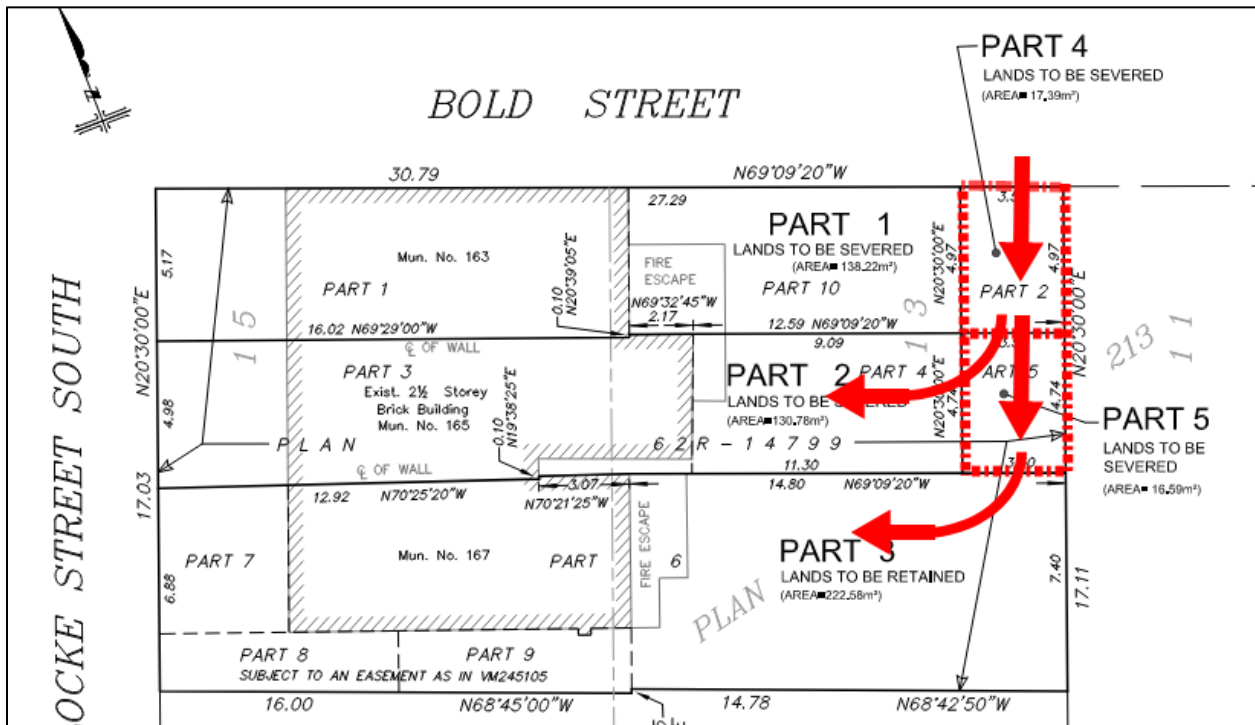 PART 4
LANDS TO BE SEVERED
(AREA=17.39m²)
BOLD STREET
30.79
N69°09'20"W
27.29
PART 1
LANDS TO BE SEVERED
(AREA=138.22m²)
Mun. No. 163
FIRE
ESCAPE
PART 1
PART 10
PART 2
5.17
0.10
N20°39'05"E
N69°32'45"W
2.17
N20°30'00"E
4.97
4.97
N20°30'00"E
N20°30'00"E
16.02 N69°29'00"W
12.59 N69°09'20"W
15
13
213
11
℄ OF WALL
9.09
PART 3
PART 4
Exist. 2½ Storey
Brick Building
Mun. No. 165
PART 2
LANDS TO BE SEVERED
(AREA=130.78m²)
4.98
0.10
N19°38'25"E
N20°30'00"E
4.74
4.74
PART 5
LANDS TO BE
SEVERED
(AREA=16.59m²)
PLAN
62R-14799
℄ OF WALL
11.30
12.92
N70°25'20"W
3.07
N70°21'25"W
14.80
N69°09'20"W
17.03
LOCKE STREET SOUTH
PART 7
Mun. No. 167
PART
6
FIRE ESCAPE
PART 3
LANDS TO BE RETAINED
(AREA=222.58m²)
6.88
7.40
17.11
PLAN
PART 8
PART 9
SUBJECT TO AN EASEMENT AS IN VM245105
16.00
N68°45'00"W
14.78
N68°42'50"W